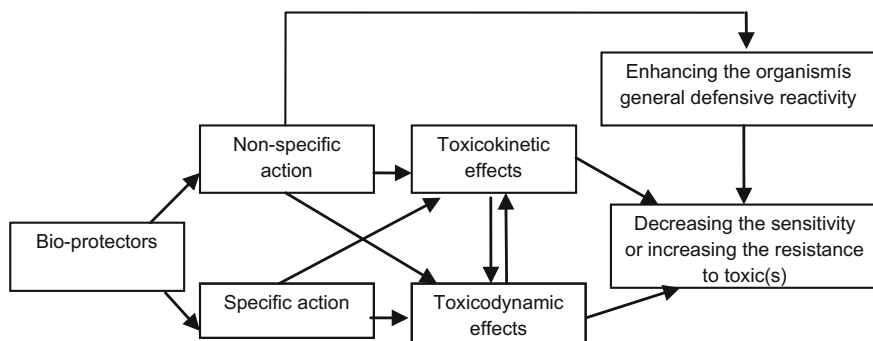 Enhancing the organismís
general defensive reactivity
Non-specific
action
Toxicokinetic
effects
Bio-protectors
Decreasing the sensitivity
or increasing the resistance
to toxic(s)
Specific action
Toxicodynamic
effects